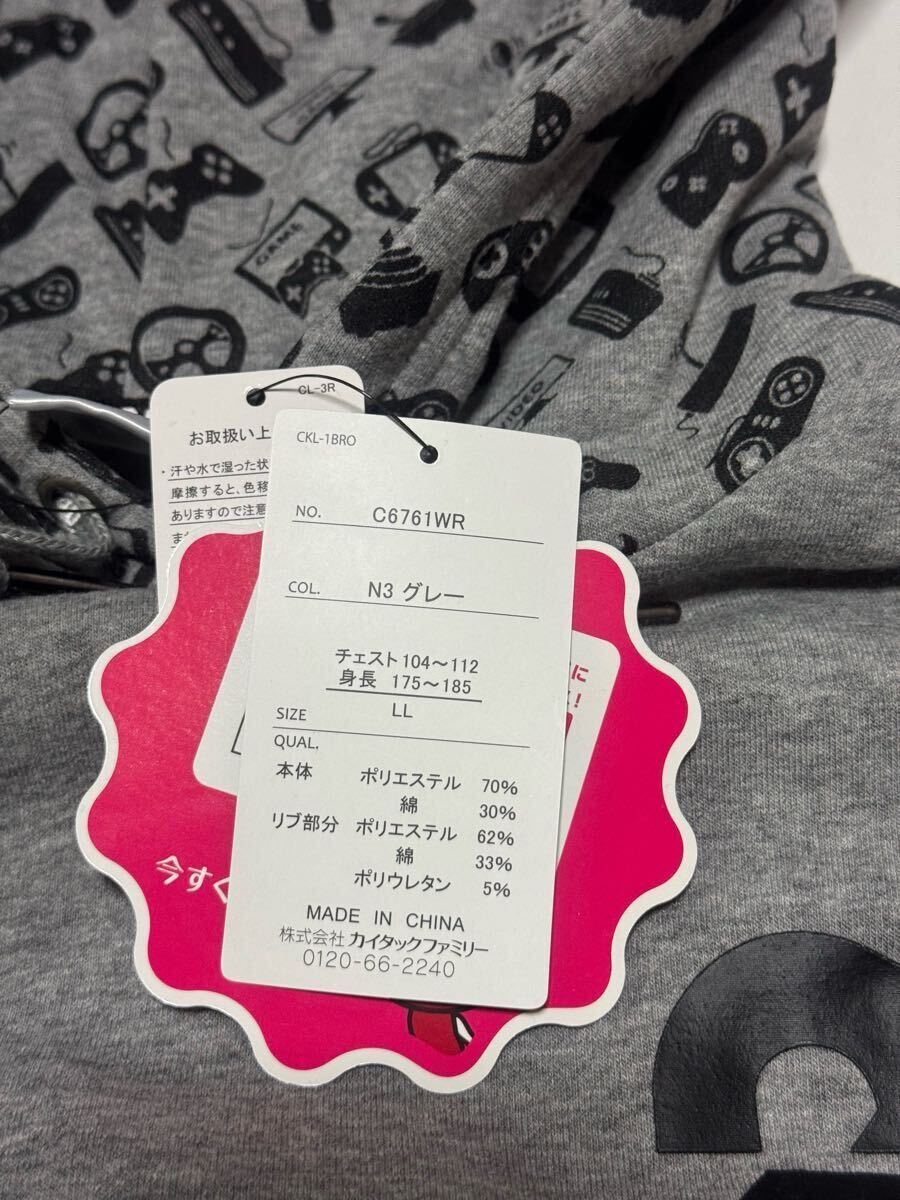 GAME
VIDEO
CL-3R
お取扱い上
・汗や水で湿った状
摩擦すると、色移
ありますので注意
CKL-1BRO
NO. C6761WR
COL. N3 グレー
チェスト 104〜112
身長 175〜185
SIZE LL
QUAL.
本体 ポリエステル 70%
綿 30%
リブ部分 ポリエステル 62%
綿 33%
ポリウレタン 5%
MADE IN CHINA
株式会社 カイタックファミリー
0120-66-2240
に
!
今すぐ